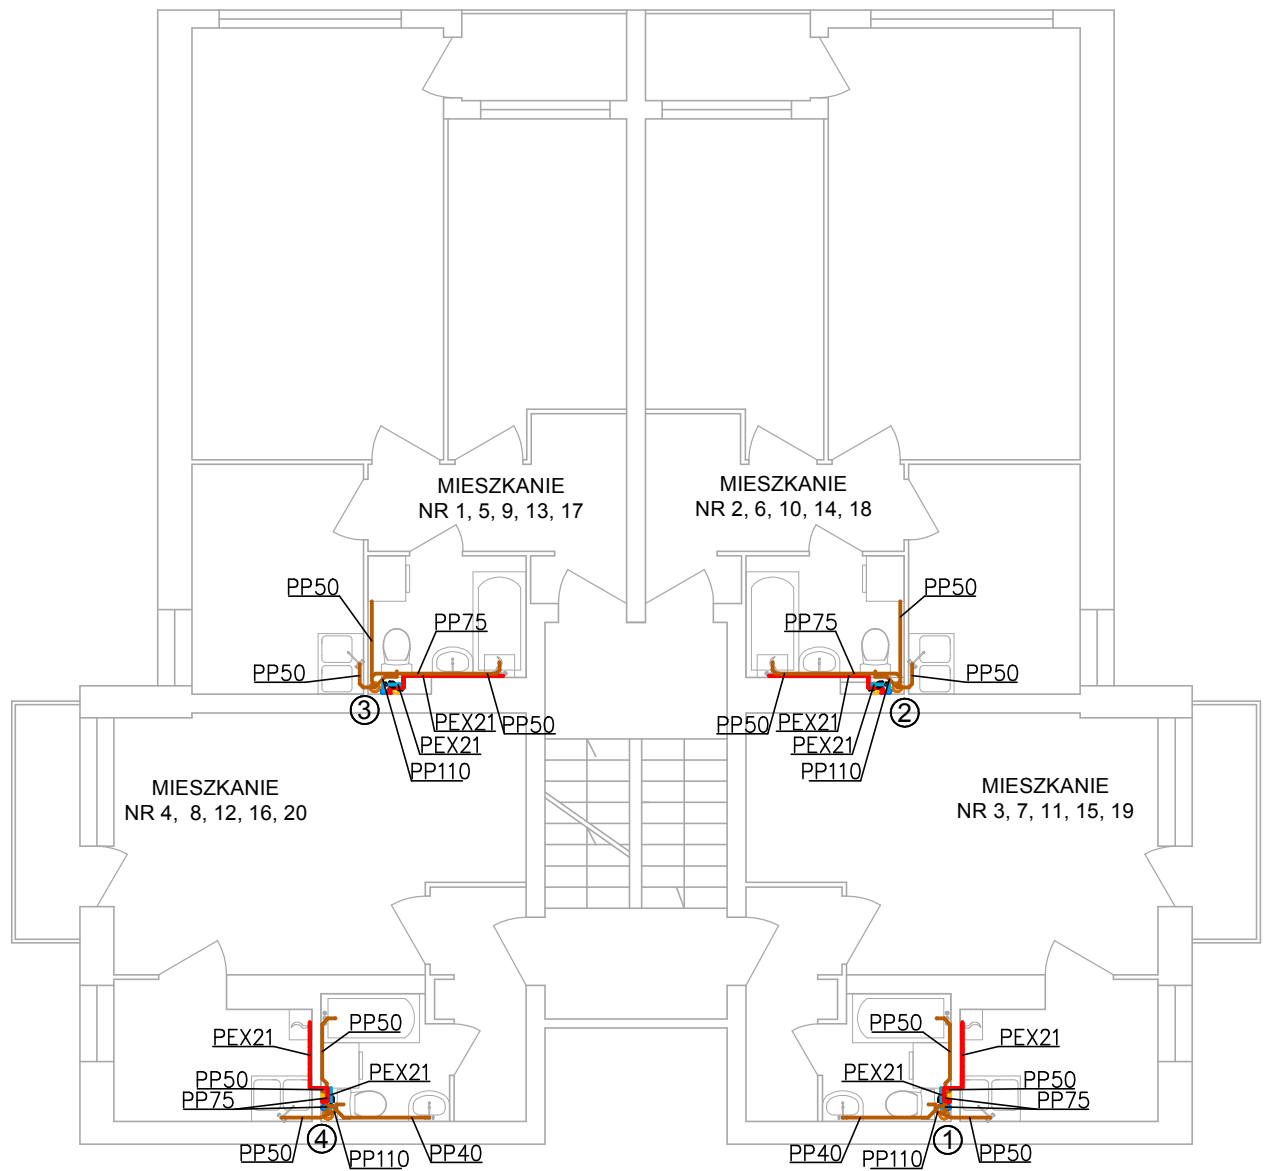 MIESZKANIE
NR 1, 5, 9, 13, 17
MIESZKANIE
NR 2, 6, 10, 14, 18
PP50
PP75
PP50
3
PEX21
PP50
PEX21
PP110
PP50
PP75
PP50
2
PP50
PEX21
PEX21
PP110
MIESZKANIE
NR 4, 8, 12, 16, 20
MIESZKANIE
NR 3, 7, 11, 15, 19
PEX21
PP50
PEX21
PP50
PP75
PP50
4
PP110
PP40
PP50
PEX21
PEX21
PP50
PP75
PP40
1
PP110
PP50